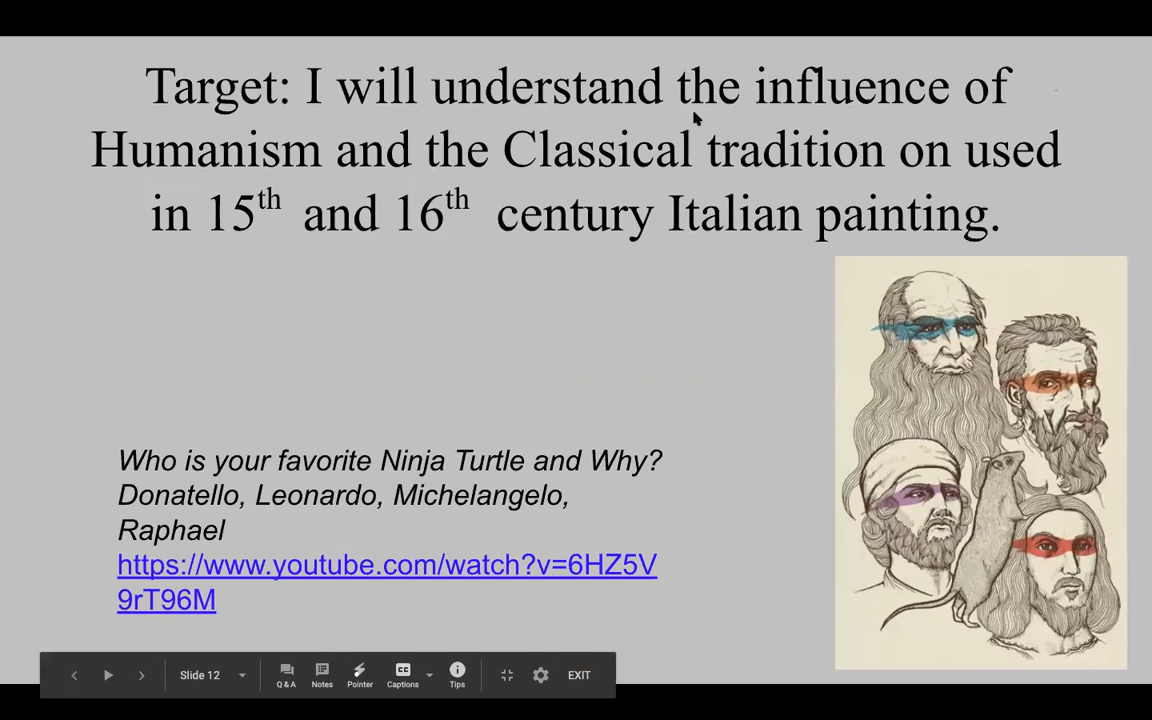 Target: I will understand the influence of
Humanism and the Classical tradition on used
in 15th and 16th century Italian painting.
Who is your favorite Ninja Turtle and Why?
Donatello, Leonardo, Michelangelo,
Raphael
https://www.youtube.com/watch?v=6HZ5V
9rT96M
Slide 12
Q & A
Notes
Pointer
CC
Captions
Tips
EXIT